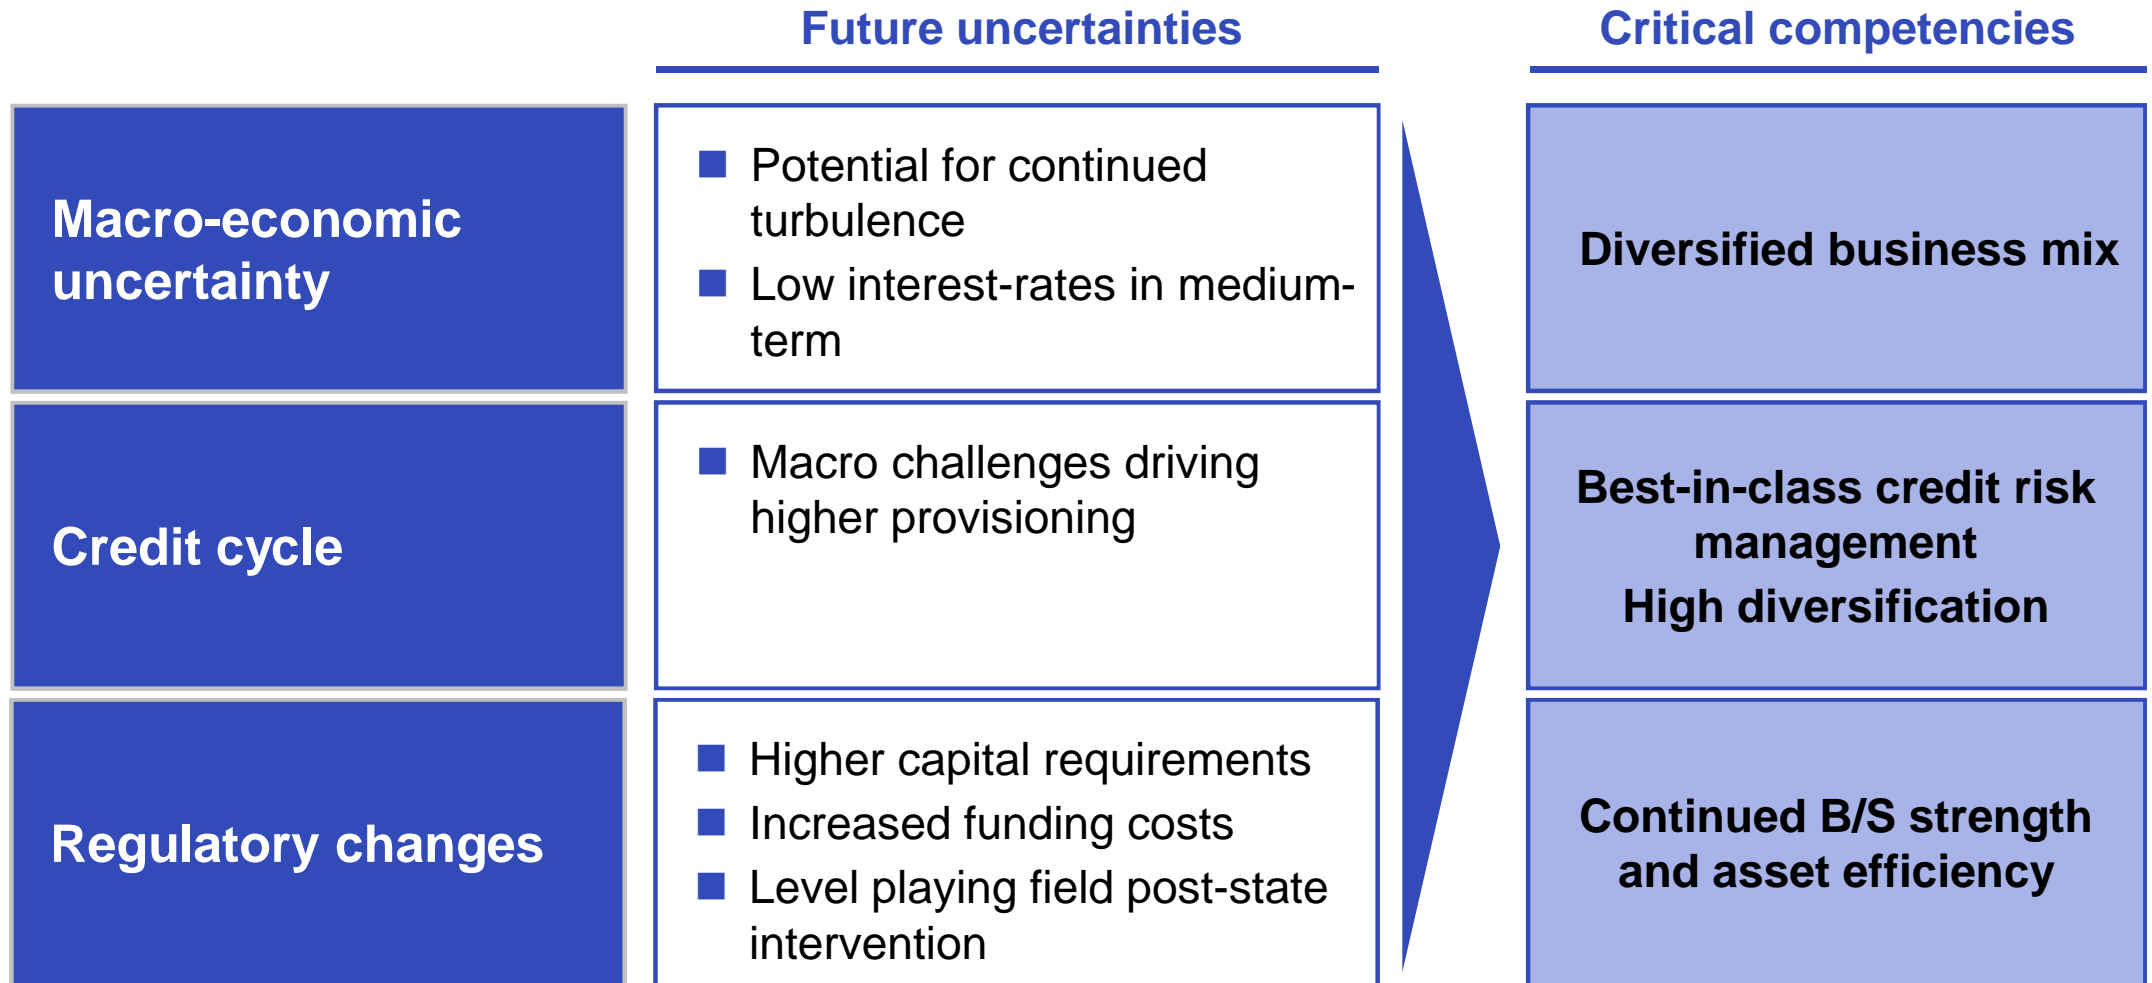 Future uncertainties
Critical competencies
Macro-economic
uncertainty
Potential for continued
turbulence
Low interest-rates in medium-
term
Diversified business mix
Credit cycle
Macro challenges driving
higher provisioning
Best-in-class credit risk
management
High diversification
Regulatory changes
Higher capital requirements
Increased funding costs
Level playing field post-state
intervention
Continued B/S strength
and asset efficiency